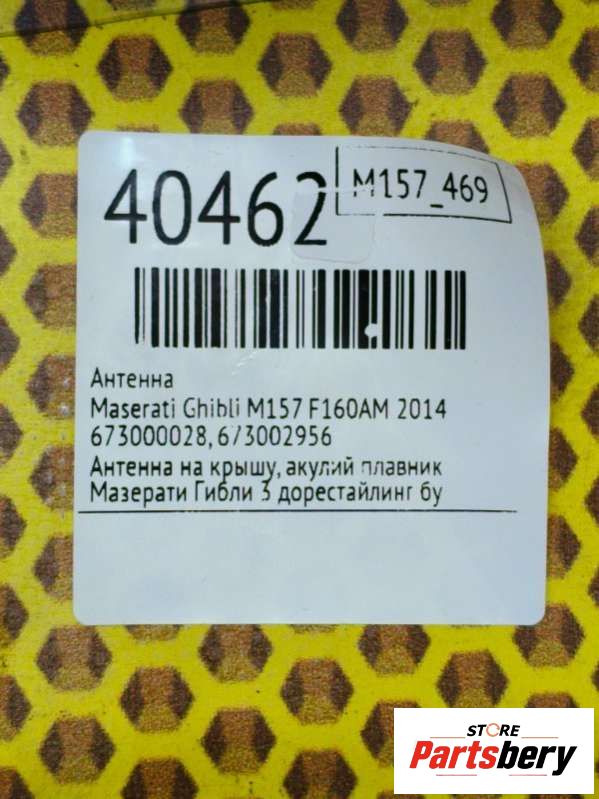 40462
M157_469
Антенна
Maserati Ghibli M157 F160AM 2014
673000028, 673002956
Антенна на крышу, акулий плавник
Мазерати Гибли 3 дорестайлинг бу
STORE
Partsbery